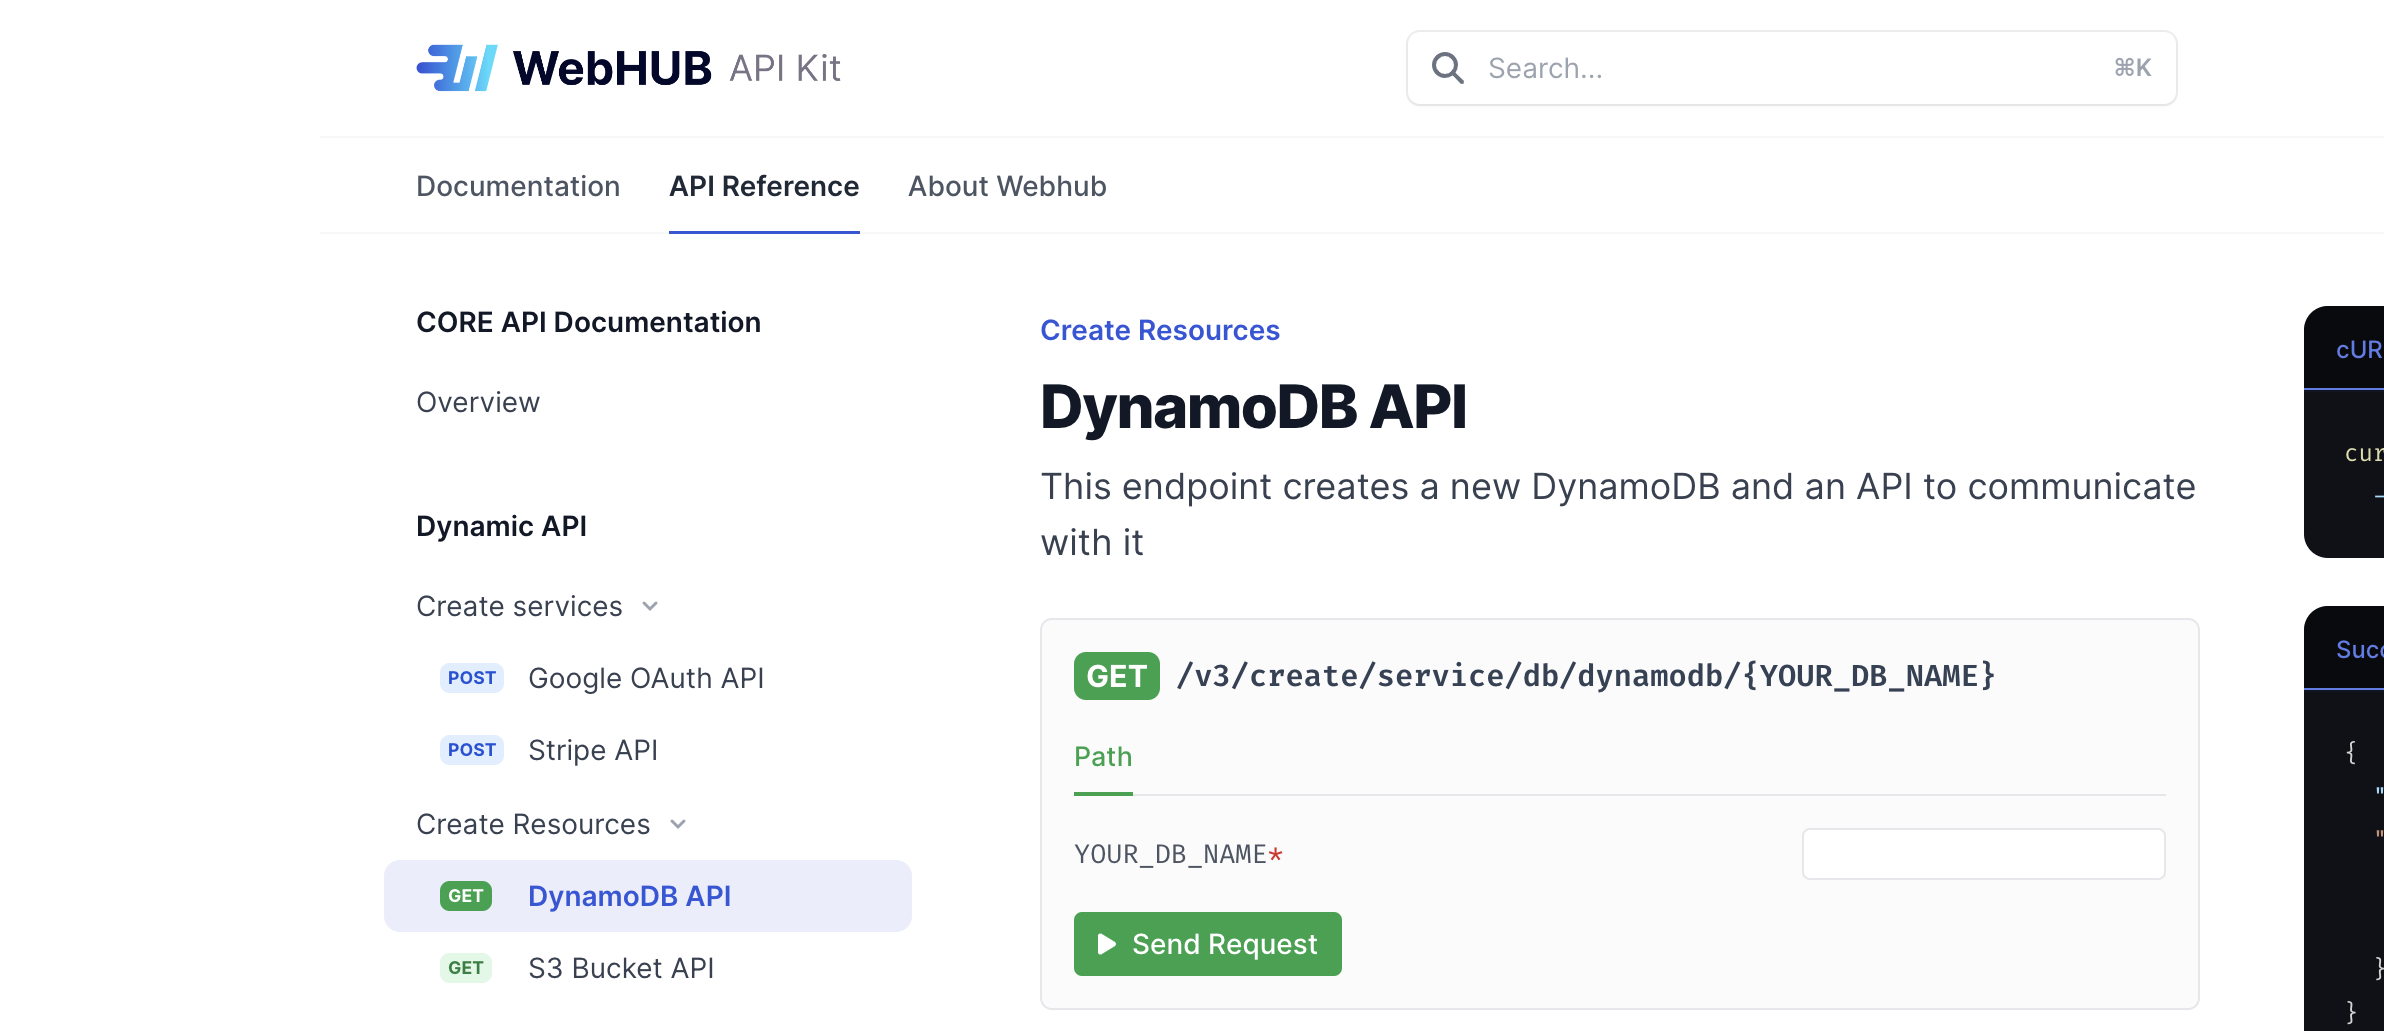 WebHUB API Kit
Search...
⌘K
Documentation
API Reference
About Webhub
CORE API Documentation
Overview
Dynamic API
Create services
POST Google OAuth API
POST Stripe API
Create Resources
GET DynamoDB API
GET S3 Bucket API
Create Resources
DynamoDB API
This endpoint creates a new DynamoDB and an API to communicate
with it
GET /v3/create/service/db/dynamodb/{YOUR_DB_NAME}
Path
YOUR_DB_NAME*
Send Request
{
"
"
}
}